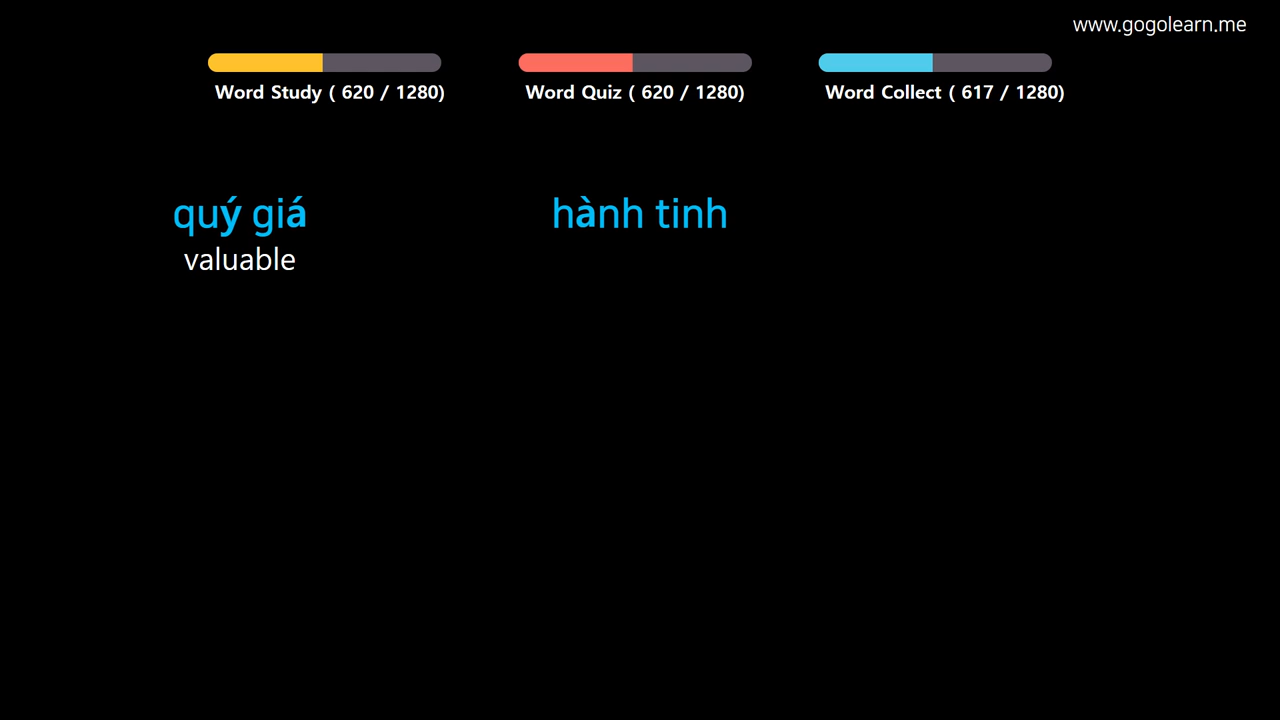 www.gogolearn.me
Word Study ( 620 / 1280)
Word Quiz ( 620 / 1280)
Word Collect ( 617 / 1280)
quý giá
valuable
hành tinh